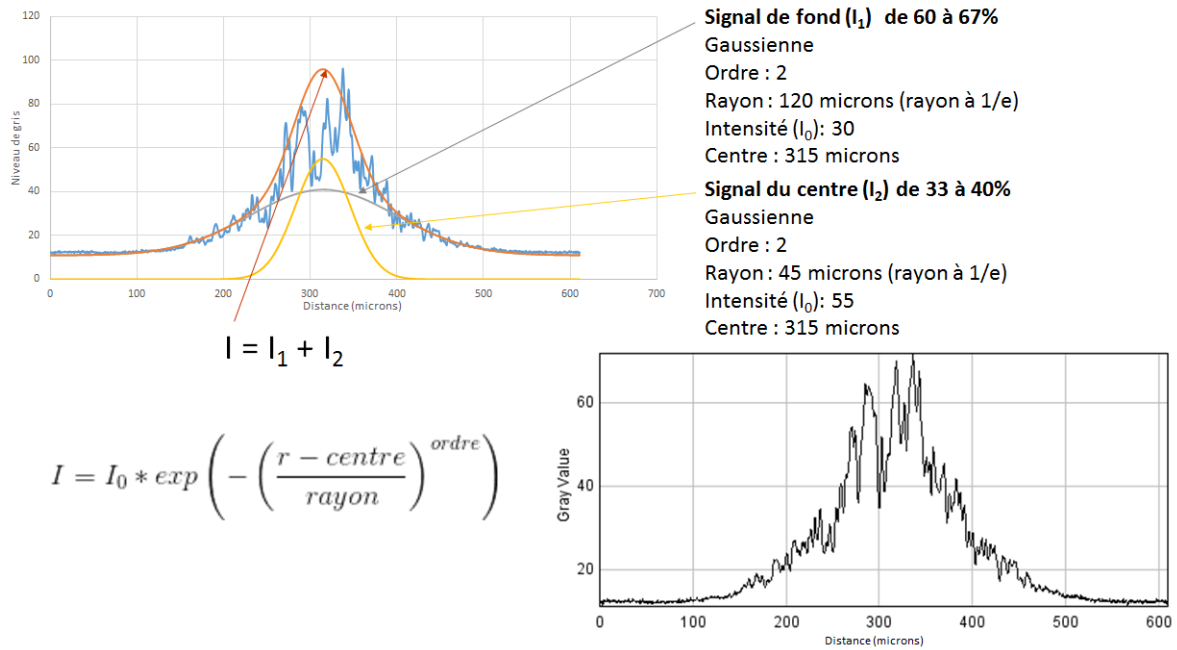 120
100
80
60
40
20
0
Niveau de gris
0 100 200 300 400 500 600 700
Distance (microns)
I = I₁ + I₂
Signal de fond (I₁) de 60 à 67%
Gaussienne
Ordre : 2
Rayon : 120 microns (rayon à 1/e)
Intensité (I₀): 30
Centre : 315 microns
Signal du centre (I₂) de 33 à 40%
Gaussienne
Ordre : 2
Rayon : 45 microns (rayon à 1/e)
Intensité (I₀): 55
Centre : 315 microns
I = I₀ * exp ( − ( (r − centre) / rayon )^ordre )
60
40
20
Gray Value
0 100 200 300 400 500 600
Distance (microns)